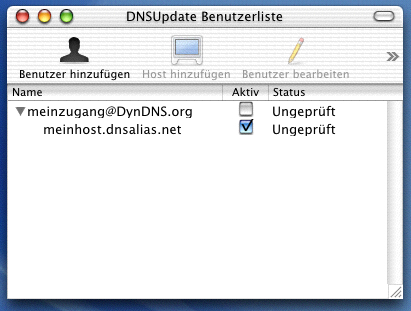 DNSUpdate Benutzerliste
Benutzer hinzufügen Host hinzufügen Benutzer bearbeiten
Name Aktiv Status
meinzugang@DynDNS.org Ungeprüft
meinhost.dnsalias.net Ungeprüft